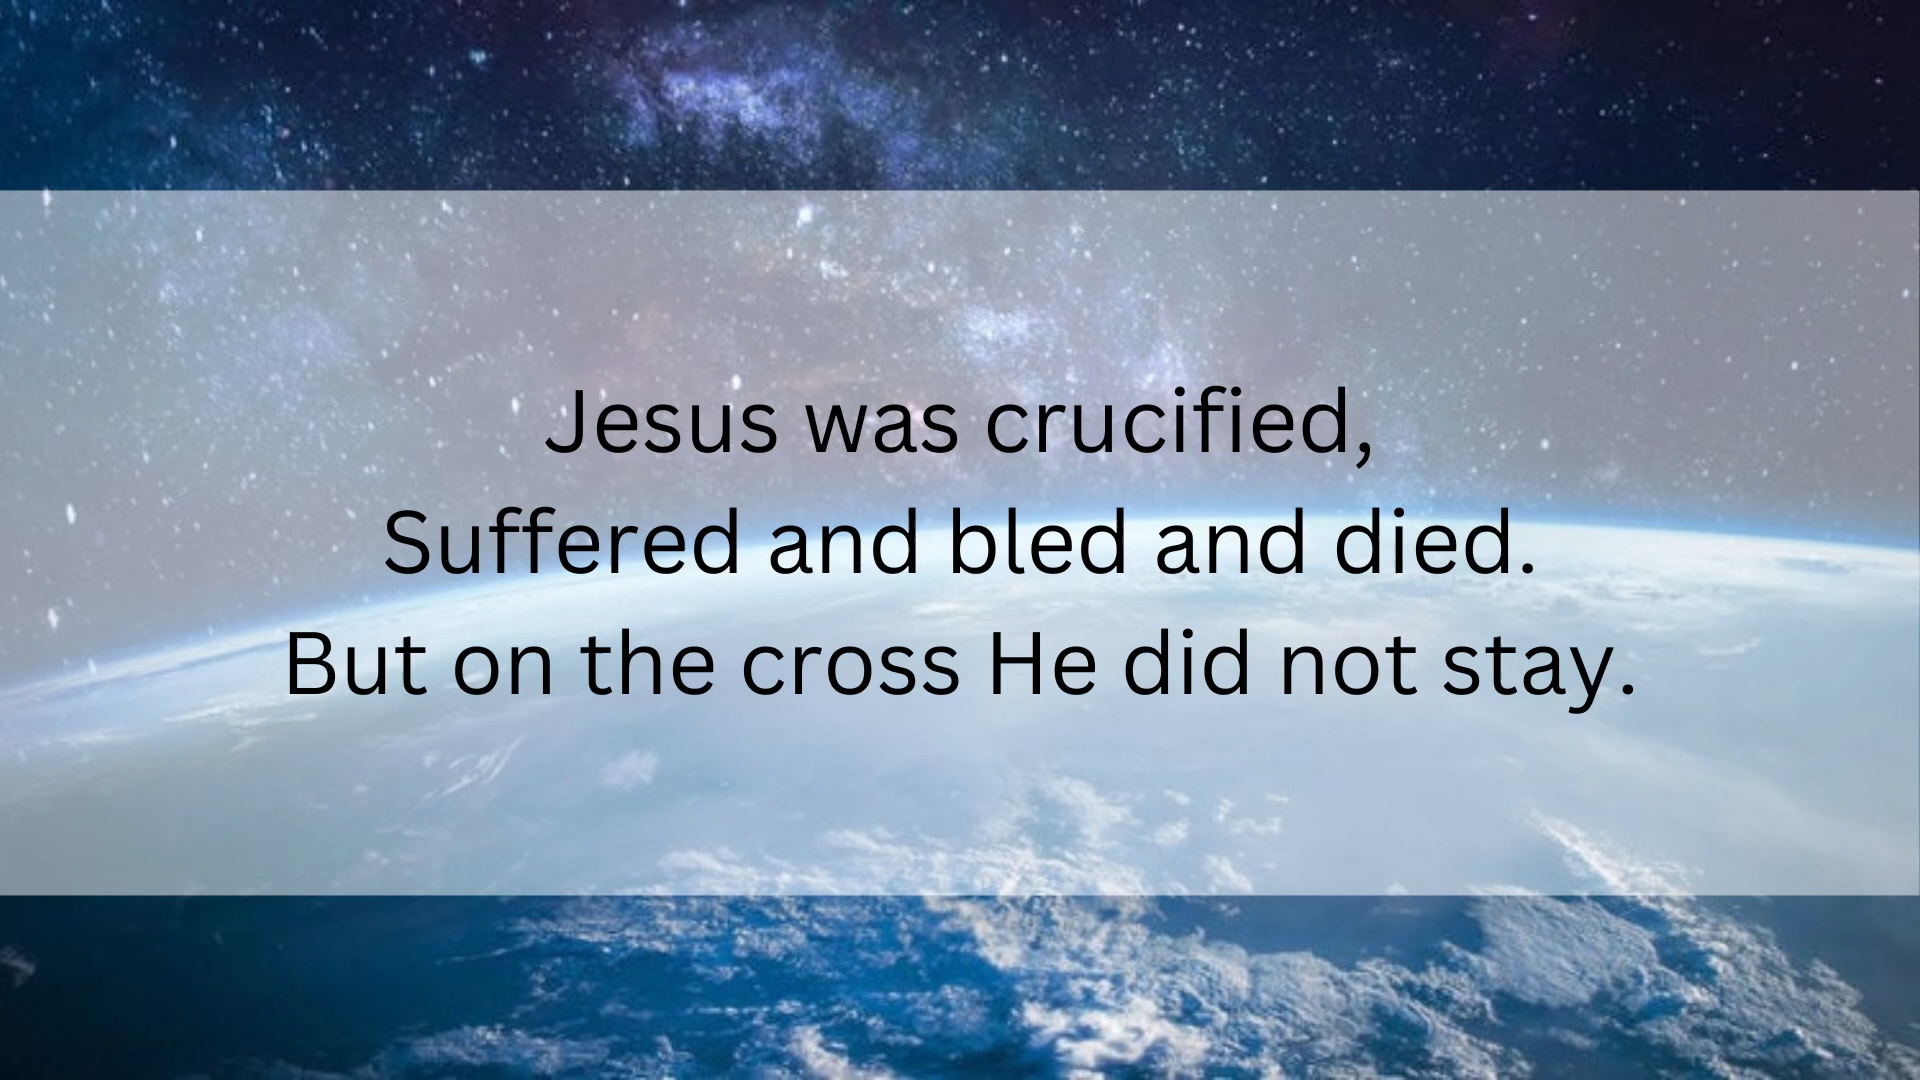 Jesus was crucified,
Suffered and bled and died.
But on the cross He did not stay.